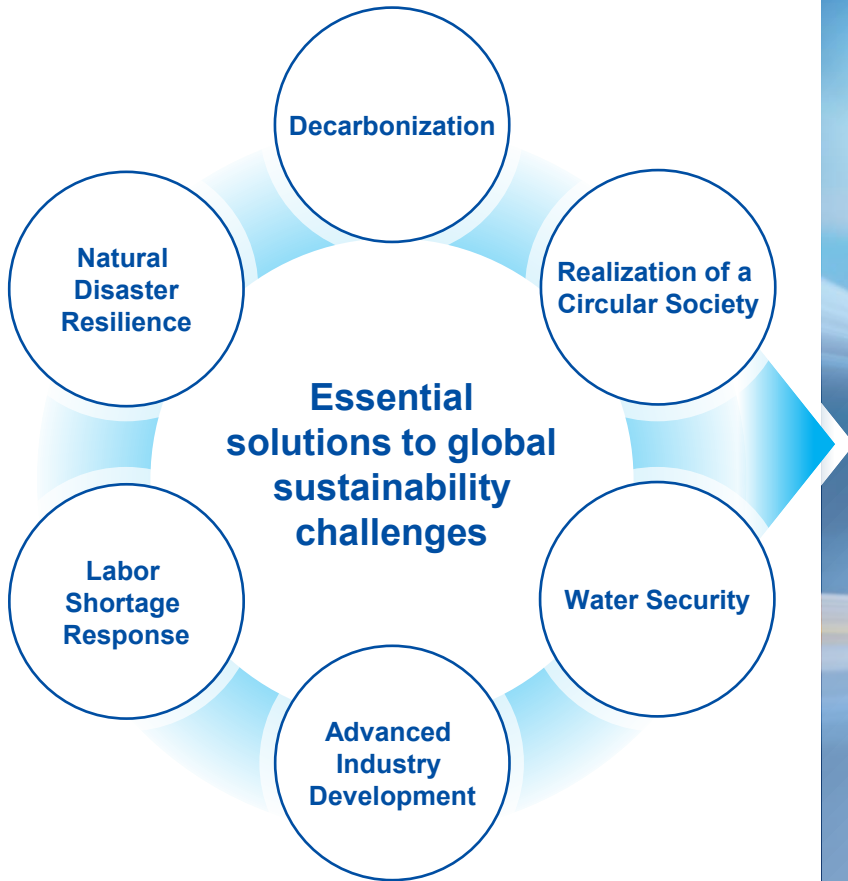 Decarbonization
Natural
Disaster
Resilience
Realization of a
Circular Society
Essential
solutions to global
sustainability
challenges
Labor
Shortage
Response
Water Security
Advanced
Industry
Development